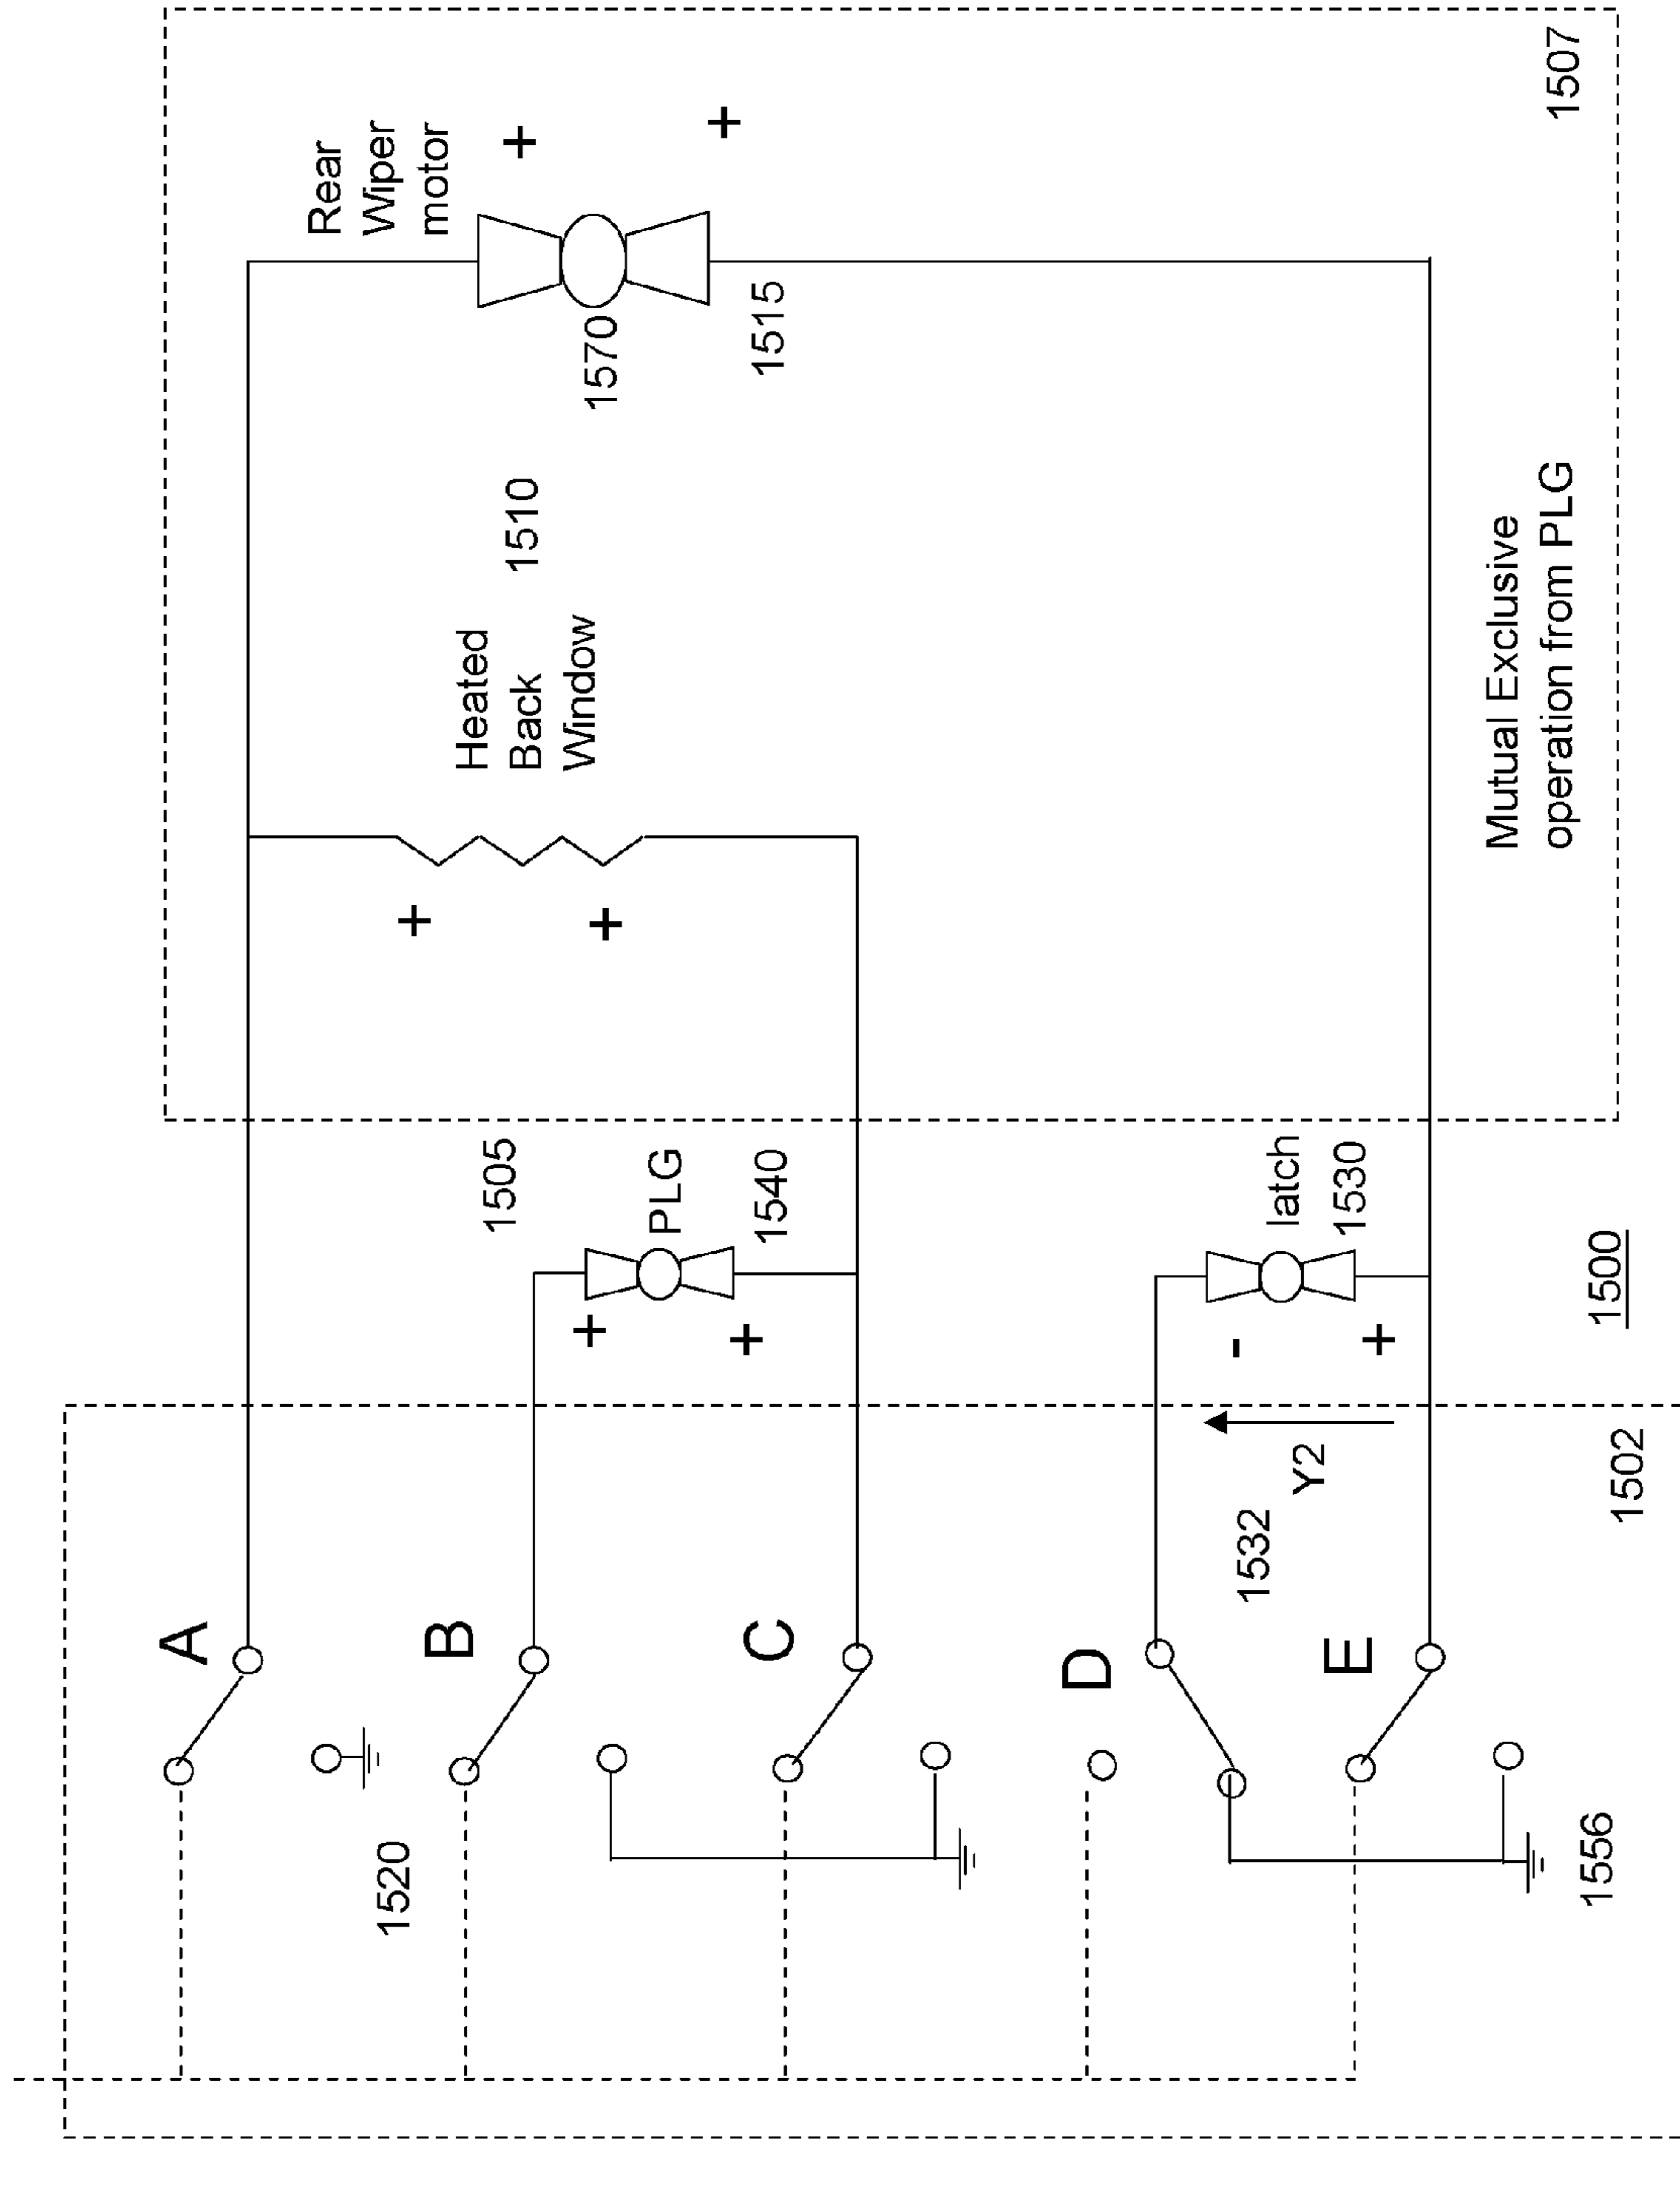 A
B
C
D
E
1520
1532
Y2
1556
1502
1500
1505
PLG
1540
+
+
latch
1530
-
+
Heated
Back 1510
Window
+
+
Rear
Wiper
motor
+
+
1570
1515
Mutual Exclusive
operation from PLG
1507